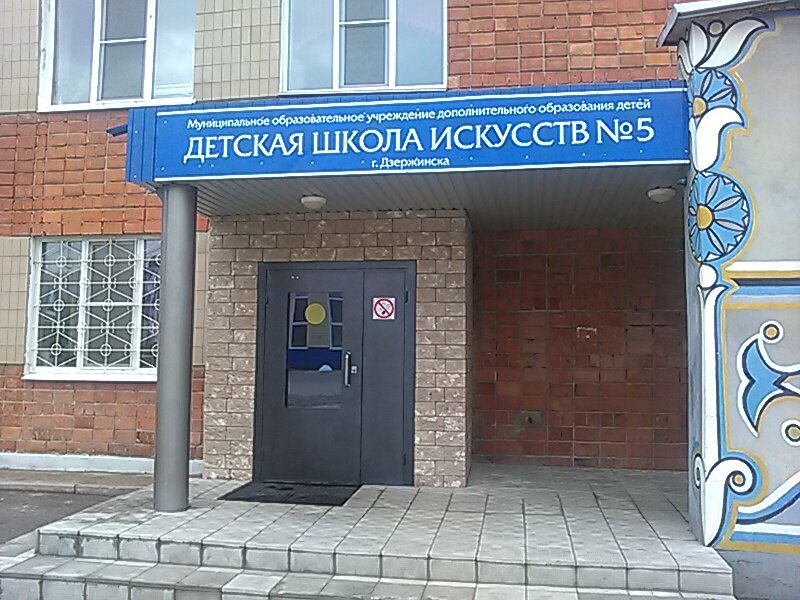 Муниципальное образовательное учреждение дополнительного образования детей
ДЕТСКАЯ ШКОЛА ИСКУССТВ №5
г. Дзержинска